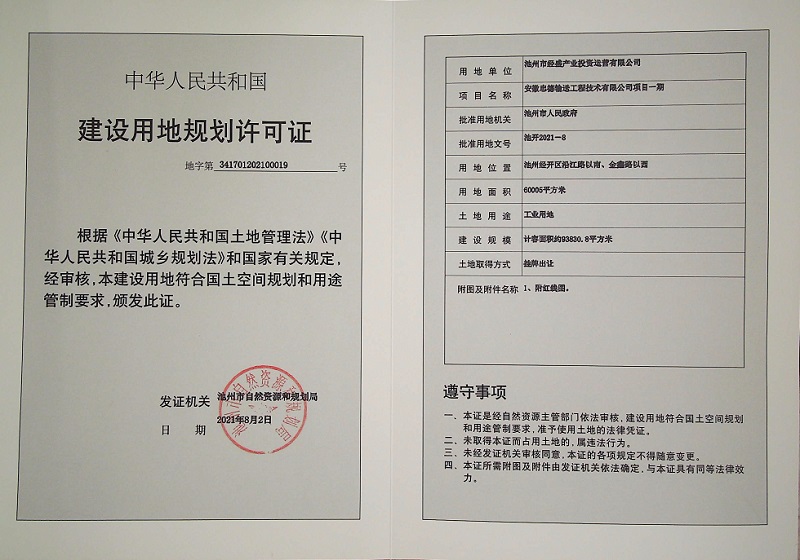 中华人民共和国
建设用地规划许可证
地字第 341701202100019 号
根据《中华人民共和国土地管理法》《中
华人民共和国城乡规划法》和国家有关规定，
经审核，本建设用地符合国土空间规划和用途
管制要求，颁发此证。
发证机关 池州市自然资源和规划局
日 期 2021年8月2日
池州市自然资源和规划局
用地单位 池州市经盛产业投资运营有限公司
项目名称 安徽忠德输送工程技术有限公司项目一期
批准用地机关 池州市人民政府
批准用地文号 池开2021-8
用地位置 池州经开区沿江路以南、金鑫路以西
用地面积 60005平方米
土地用途 工业用地
建设规模 计容面积约93830.8平方米
土地取得方式 挂牌出让
附图及附件名称 1、附红线图。
遵守事项
一、本证是经自然资源主管部门依法审核，建设用地符合国土空间规划
和用途管制要求，准予使用土地的法律凭证。
二、未取得本证而占用土地的，属违法行为。
三、未经发证机关审核同意，本证的各项规定不得随意变更。
四、本证所需附图及附件由发证机关依法确定，与本证具有同等法律效
力。